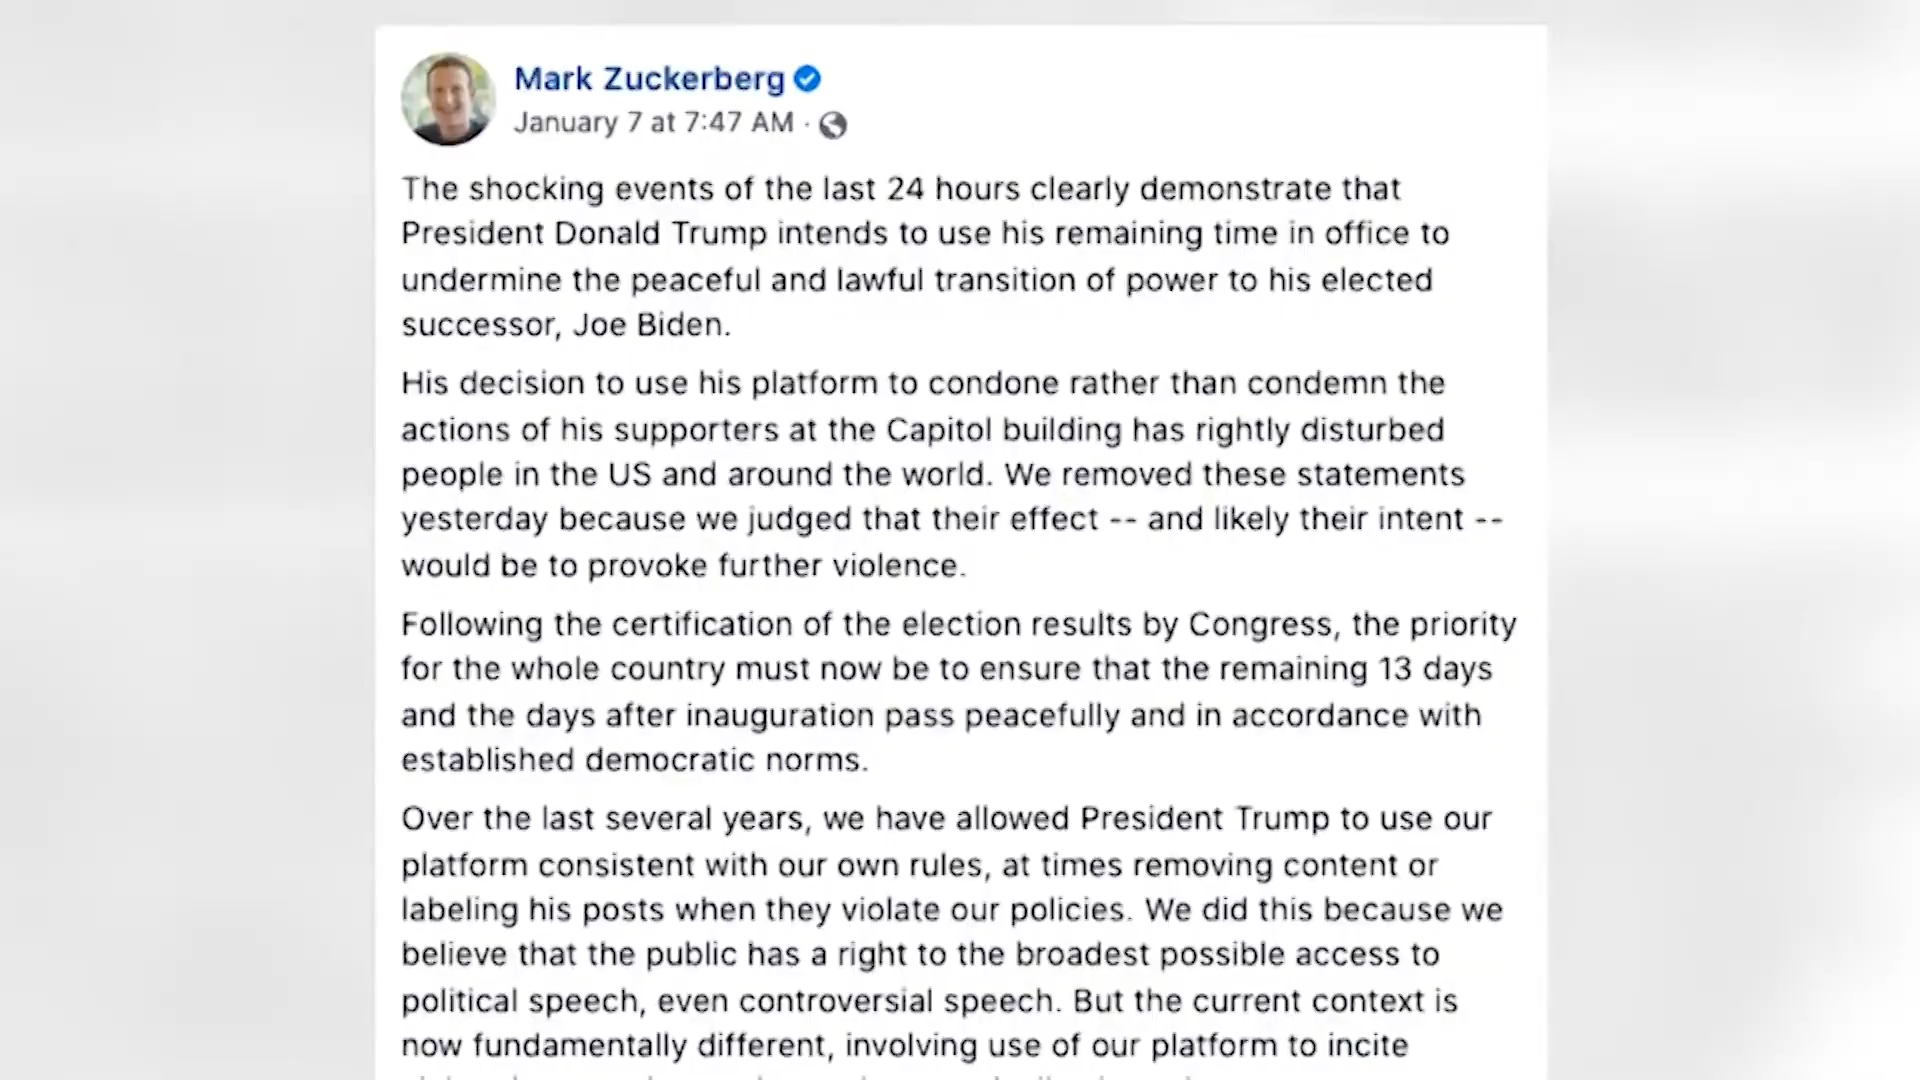 Mark Zuckerberg
January 7 at 7:47 AM ·
The shocking events of the last 24 hours clearly demonstrate that
President Donald Trump intends to use his remaining time in office to
undermine the peaceful and lawful transition of power to his elected
successor, Joe Biden.
His decision to use his platform to condone rather than condemn the
actions of his supporters at the Capitol building has rightly disturbed
people in the US and around the world. We removed these statements
yesterday because we judged that their effect -- and likely their intent --
would be to provoke further violence.
Following the certification of the election results by Congress, the priority
for the whole country must now be to ensure that the remaining 13 days
and the days after inauguration pass peacefully and in accordance with
established democratic norms.
Over the last several years, we have allowed President Trump to use our
platform consistent with our own rules, at times removing content or
labeling his posts when they violate our policies. We did this because we
believe that the public has a right to the broadest possible access to
political speech, even controversial speech. But the current context is
now fundamentally different, involving use of our platform to incite